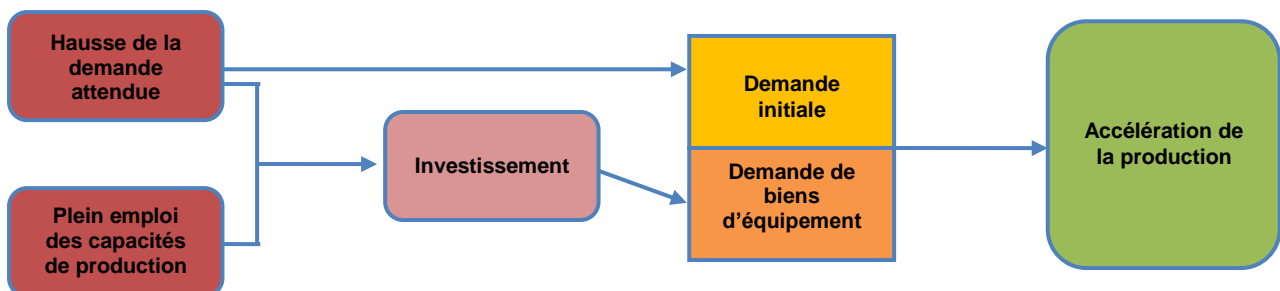 Hausse de la
demande
attendue
Plein emploi
des capacités
de production
Investissement
Demande
initiale
Demande de
biens
d’équipement
Accélération de
la production